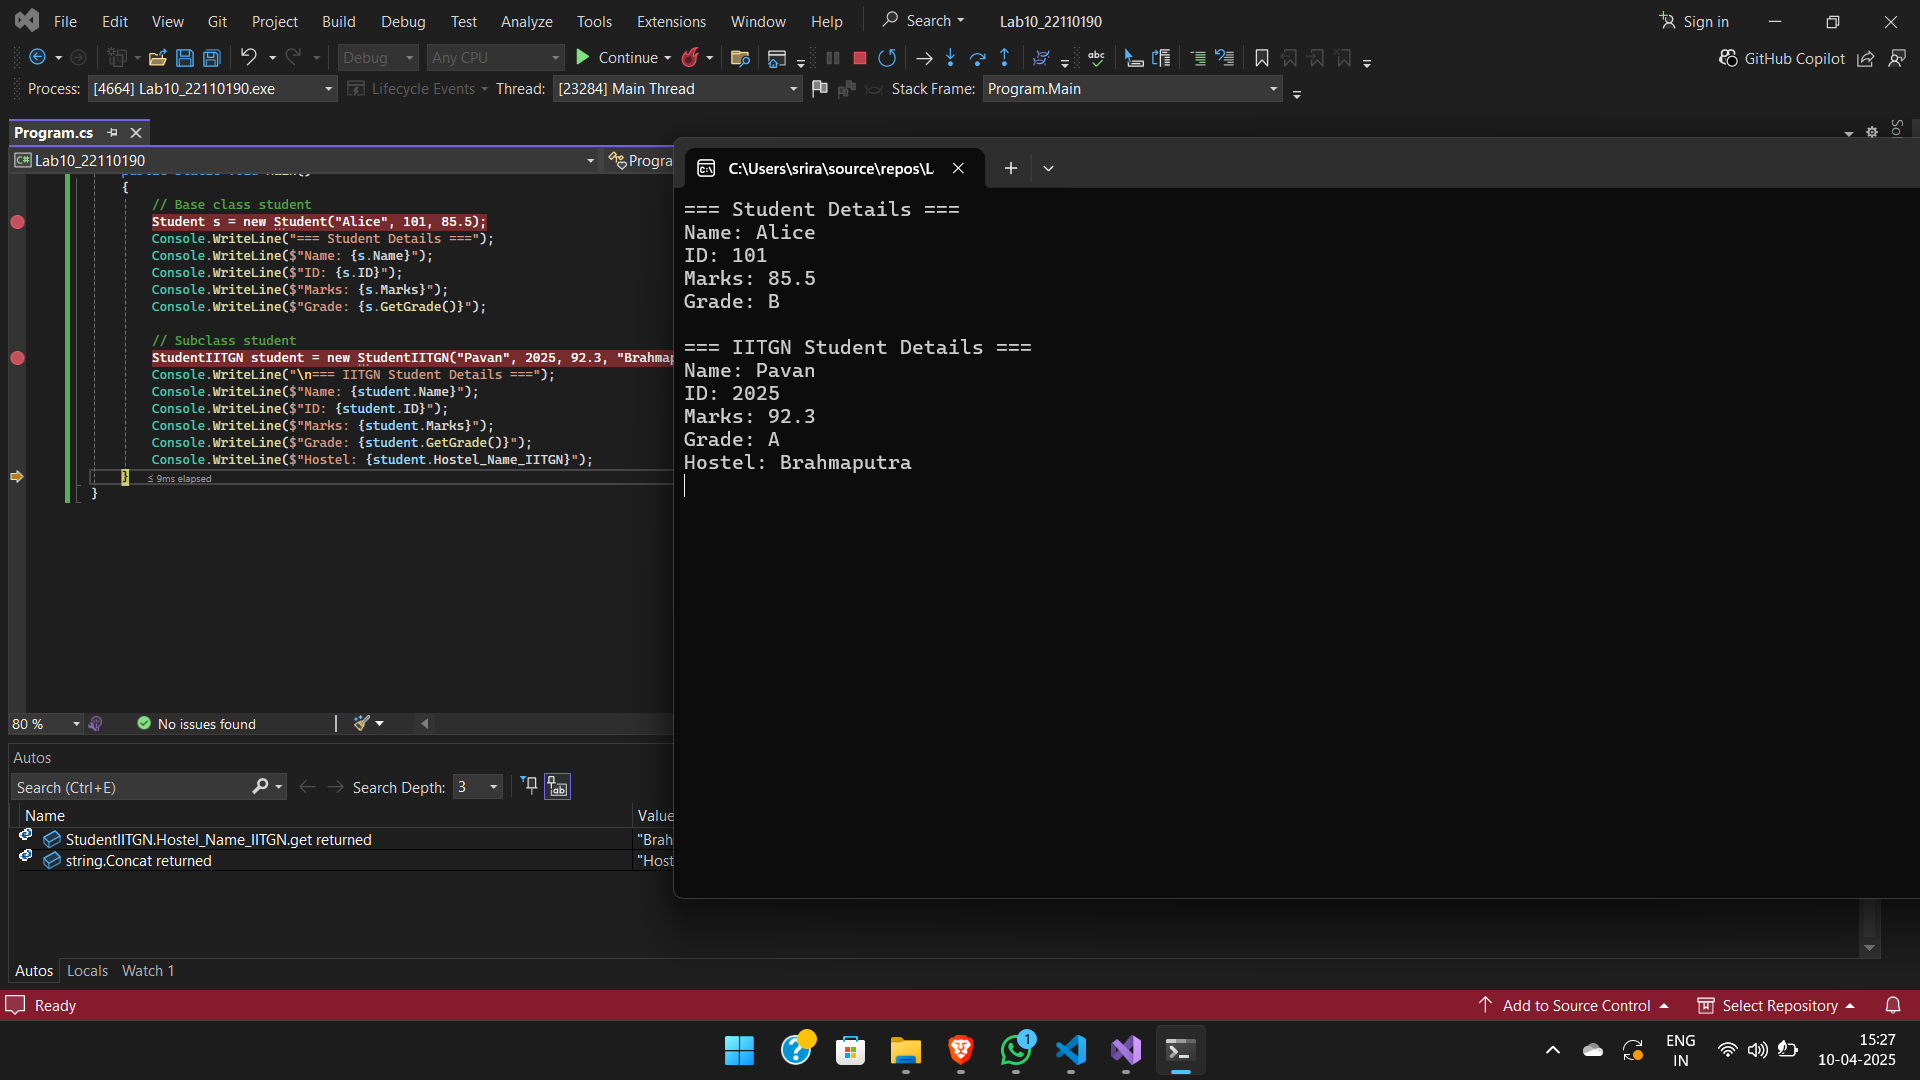 File Edit View Git Project Build Debug Test Analyze Tools Extensions Window Help Search Lab10_22110190 Sign in
Debug Any CPU Continue abc GitHub Copilot
Process: [4664] Lab10_22110190.exe Lifecycle Events Thread: [23284] Main Thread Stack Frame: Program.Main
Program.cs
C# Lab10_22110190 Progra
{
// Base class student
Student s = new Student("Alice", 101, 85.5);
Console.WriteLine("=== Student Details ===");
Console.WriteLine($"Name: {s.Name}");
Console.WriteLine($"ID: {s.ID}");
Console.WriteLine($"Marks: {s.Marks}");
Console.WriteLine($"Grade: {s.GetGrade()}");
// Subclass student
StudentIITGN student = new StudentIITGN("Pavan", 2025, 92.3, "Brahmap
Console.WriteLine("\n=== IITGN Student Details ===");
Console.WriteLine($"Name: {student.Name}");
Console.WriteLine($"ID: {student.ID}");
Console.WriteLine($"Marks: {student.Marks}");
Console.WriteLine($"Grade: {student.GetGrade()}");
Console.WriteLine($"Hostel: {student.Hostel_Name_IITGN}");
} ≤ 9ms elapsed
}
C:\Users\srira\source\repos\L
=== Student Details ===
Name: Alice
ID: 101
Marks: 85.5
Grade: B
=== IITGN Student Details ===
Name: Pavan
ID: 2025
Marks: 92.3
Grade: A
Hostel: Brahmaputra
80 % No issues found
Autos
Search (Ctrl+E) Search Depth: 3
Name Value
StudentIITGN.Hostel_Name_IITGN.get returned "Brah
string.Concat returned "Host
Autos Locals Watch 1
Ready Add to Source Control Select Repository
1
ENG
IN
15:27
10-04-2025